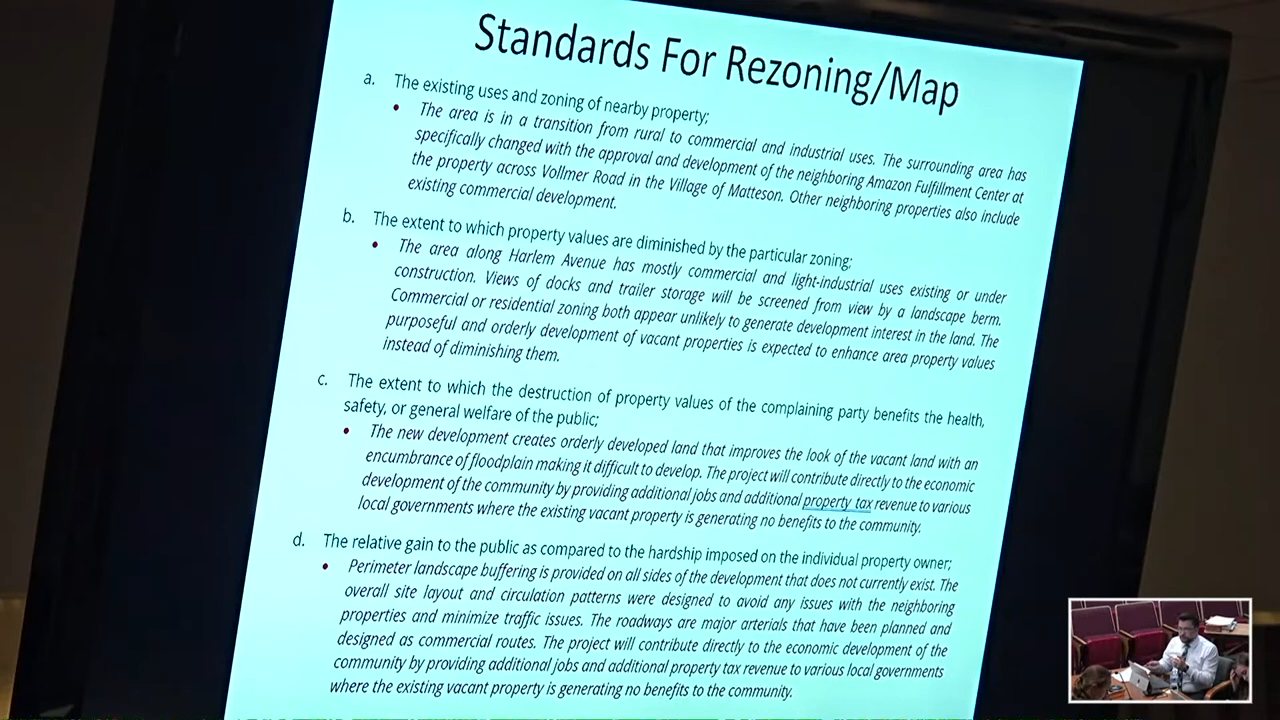 Standards For Rezoning/Map
a. The existing uses and zoning of nearby property;
• The area is in a transition from rural to commercial and industrial uses. The surrounding area has
specifically changed with the approval and development of the neighboring Amazon Fulfillment Center at
the property across Vollmer Road in the Village of Matteson. Other neighboring properties also include
existing commercial development.
b. The extent to which property values are diminished by the particular zoning;
• The area along Harlem Avenue has mostly commercial and light-industrial uses existing or under
construction. Views of docks and trailer storage will be screened from view by a landscape berm.
Commercial or residential zoning both appear unlikely to generate development interest in the land. The
purposeful and orderly development of vacant properties is expected to enhance area property values
instead of diminishing them.
c. The extent to which the destruction of property values of the complaining party benefits the health,
safety, or general welfare of the public;
• The new development creates orderly developed land that improves the look of the vacant land with an
encumbrance of floodplain making it difficult to develop. The project will contribute directly to the economic
development of the community by providing additional jobs and additional property tax revenue to various
local governments where the existing vacant property is generating no benefits to the community.
d. The relative gain to the public as compared to the hardship imposed on the individual property owner;
• Perimeter landscape buffering is provided on all sides of the development that does not currently exist. The
overall site layout and circulation patterns were designed to avoid any issues with the neighboring
properties and minimize traffic issues. The roadways are major arterials that have been planned and
designed as commercial routes. The project will contribute directly to the economic development of the
community by providing additional jobs and additional property tax revenue to various local governments
where the existing vacant property is generating no benefits to the community.